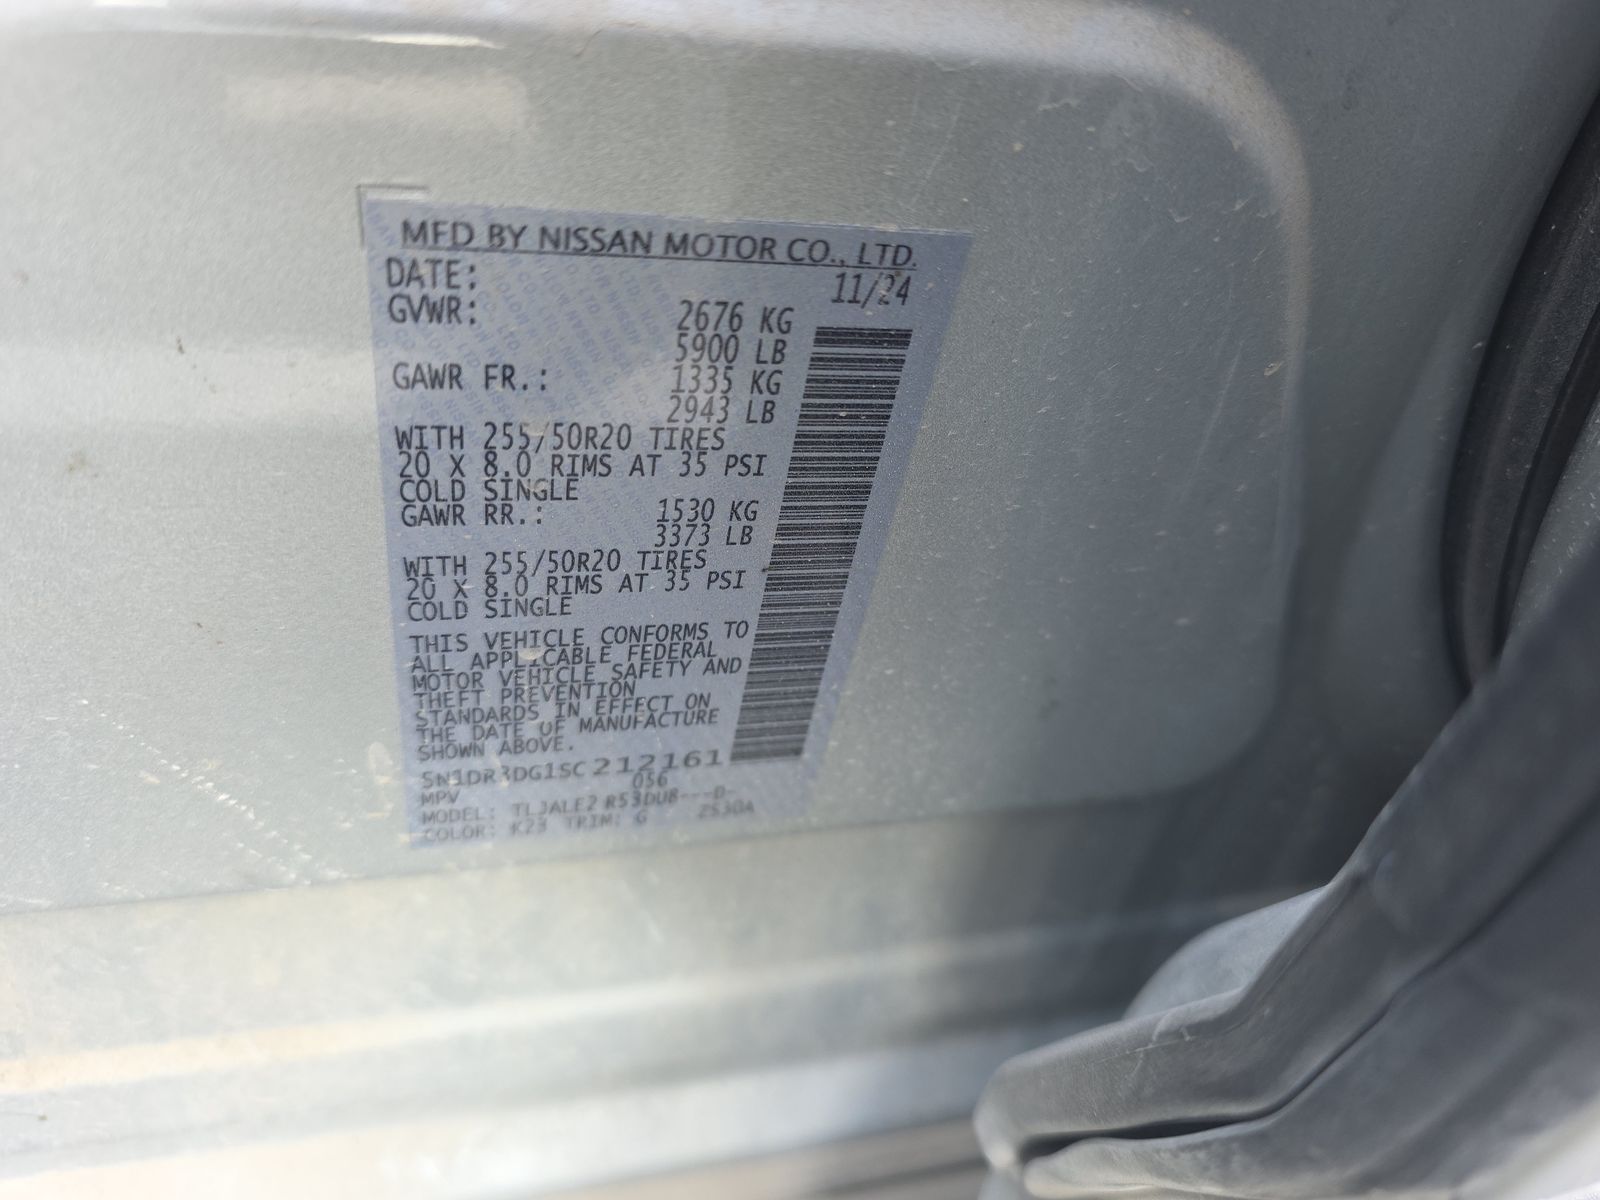 MFD BY NISSAN MOTOR CO., LTD.
DATE: 11/24
GVWR: 2676 KG
5900 LB
GAWR FR.: 1335 KG
2943 LB
WITH 255/50R20 TIRES
20 X 8.0 RIMS AT 35 PSI
COLD SINGLE
GAWR RR.: 1530 KG
3373 LB
WITH 255/50R20 TIRES
20 X 8.0 RIMS AT 35 PSI
COLD SINGLE
THIS VEHICLE CONFORMS TO
ALL APPLICABLE FEDERAL
MOTOR VEHICLE SAFETY AND
THEFT PREVENTION
STANDARDS IN EFFECT ON
THE DATE OF MANUFACTURE
SHOWN ABOVE.
5N1DR3DG1SC212161
MPV 056
MODEL: TLJALE2 R53DUB---D-
COLOR: K23 TRIM: G